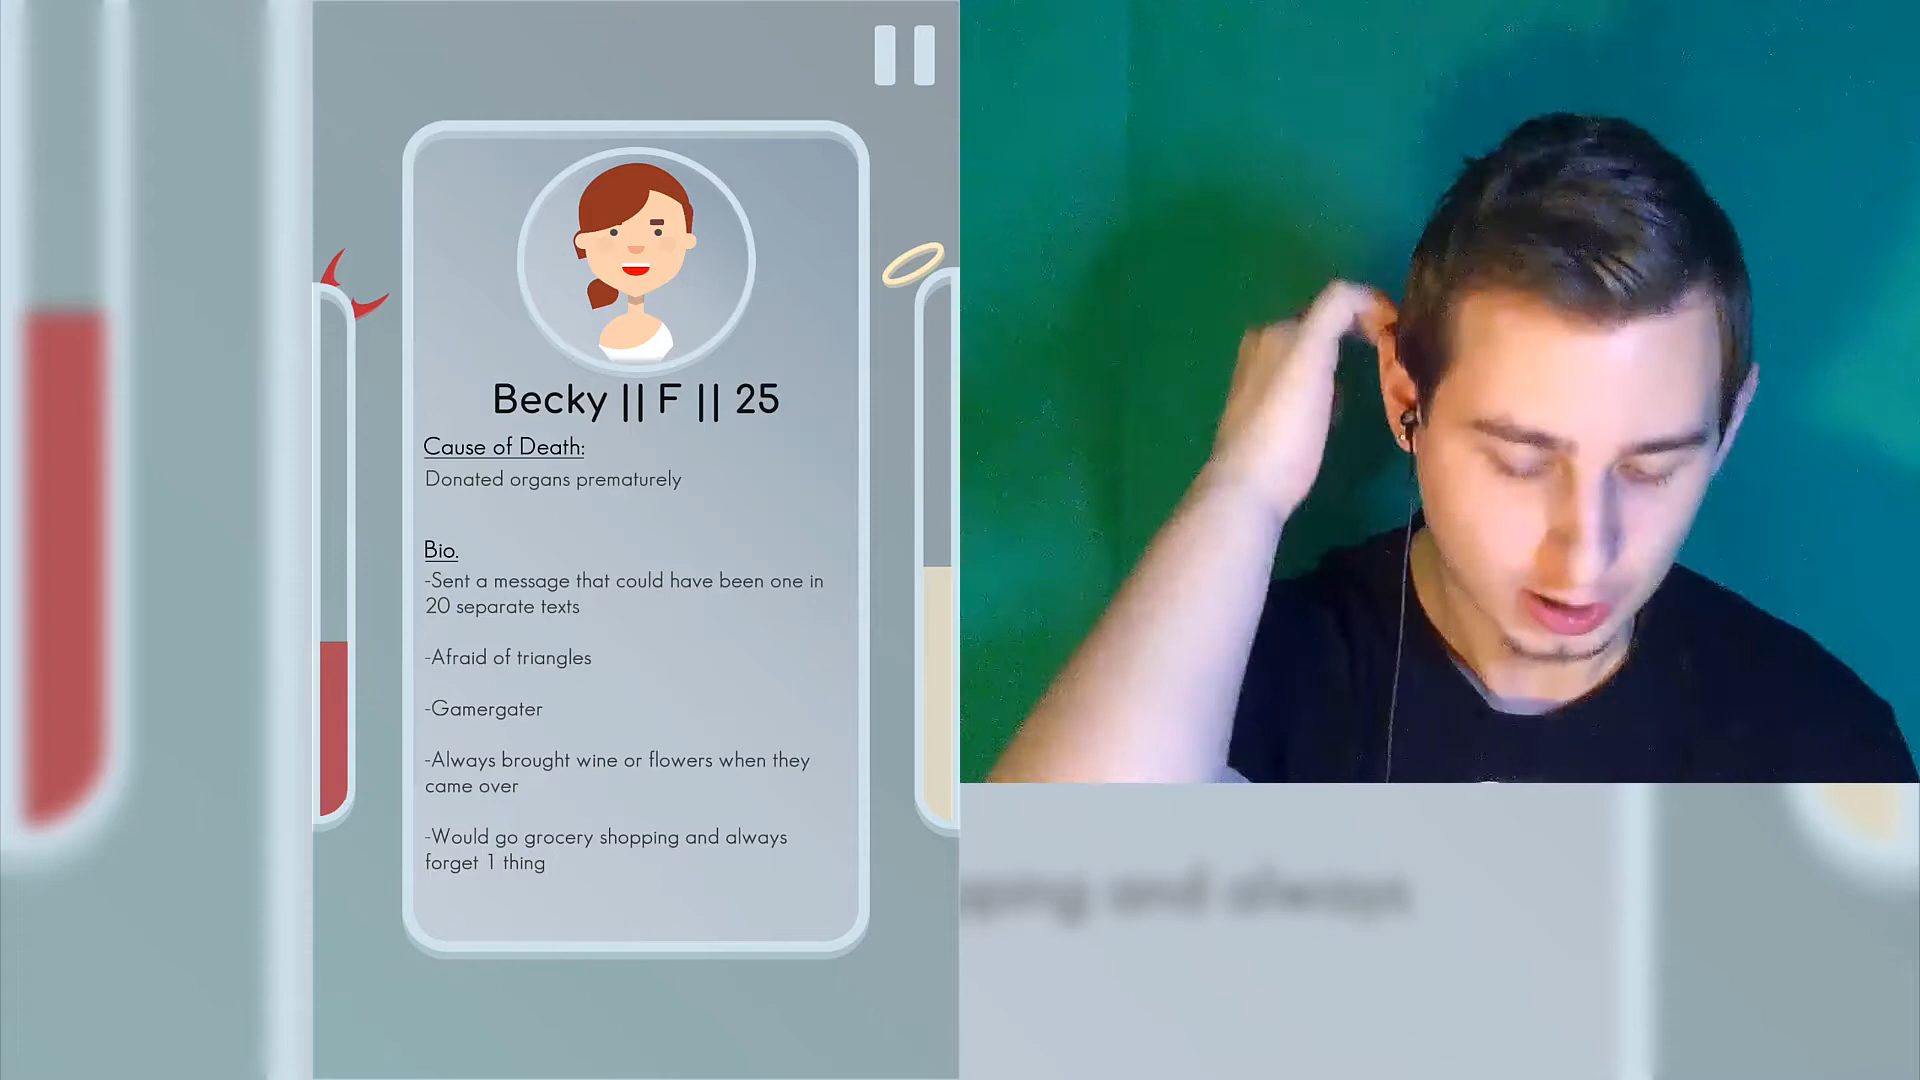 Becky || F || 25
Cause of Death:
Donated organs prematurely
Bio.
-Sent a message that could have been one in
20 separate texts
-Afraid of triangles
-Gamergater
-Always brought wine or flowers when they
came over
-Would go grocery shopping and always
forget 1 thing
and always